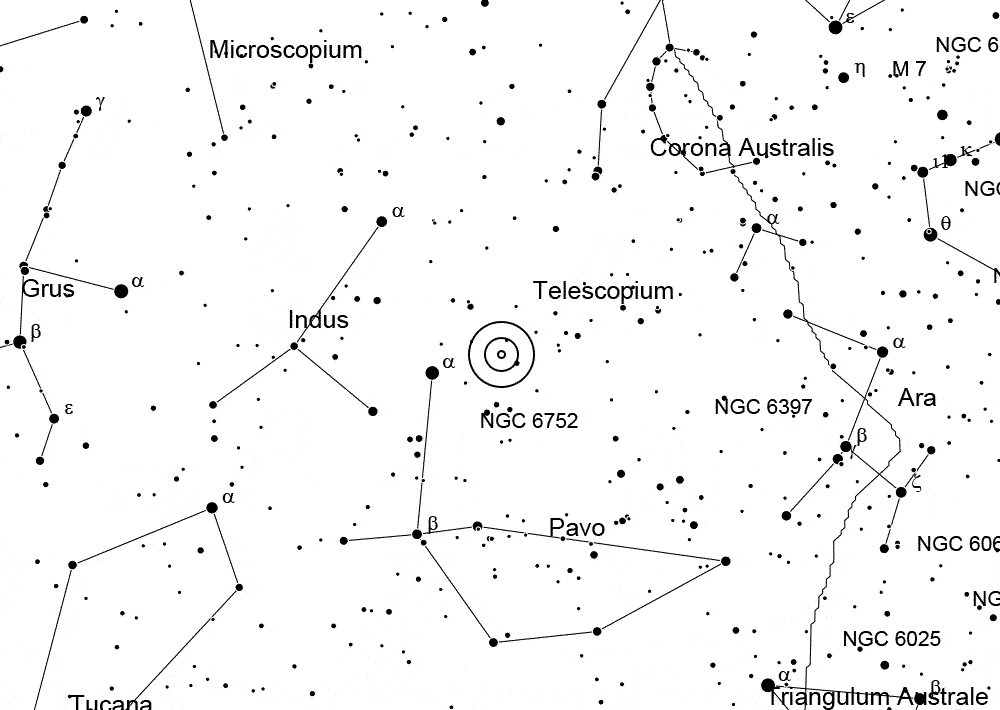 ε
Microscopium
NGC 6
η
M 7
γ
Corona Australis
κ
ι1
NGC
α
α
θ
α
Grus
Telescopium
N
Indus
β
α
α
Ara
ε
NGC 6397
NGC 6752
β
γ
ζ
α
β
Pavo
NGC 606
NG
NGC 6025
α
β
Tucana
Triangulum Australe